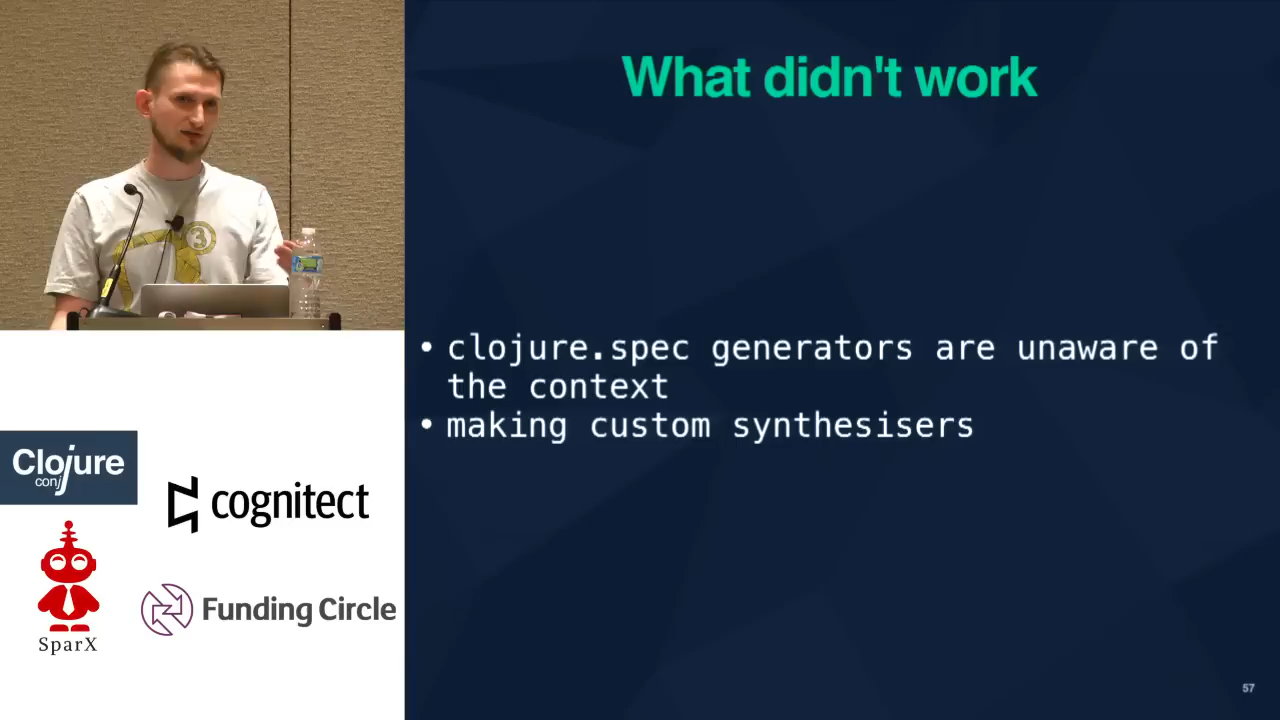 What didn't work
• clojure.spec generators are unaware of
the context
• making custom synthesisers
3
Clojure
conj
cognitect
SparX
Funding Circle
57